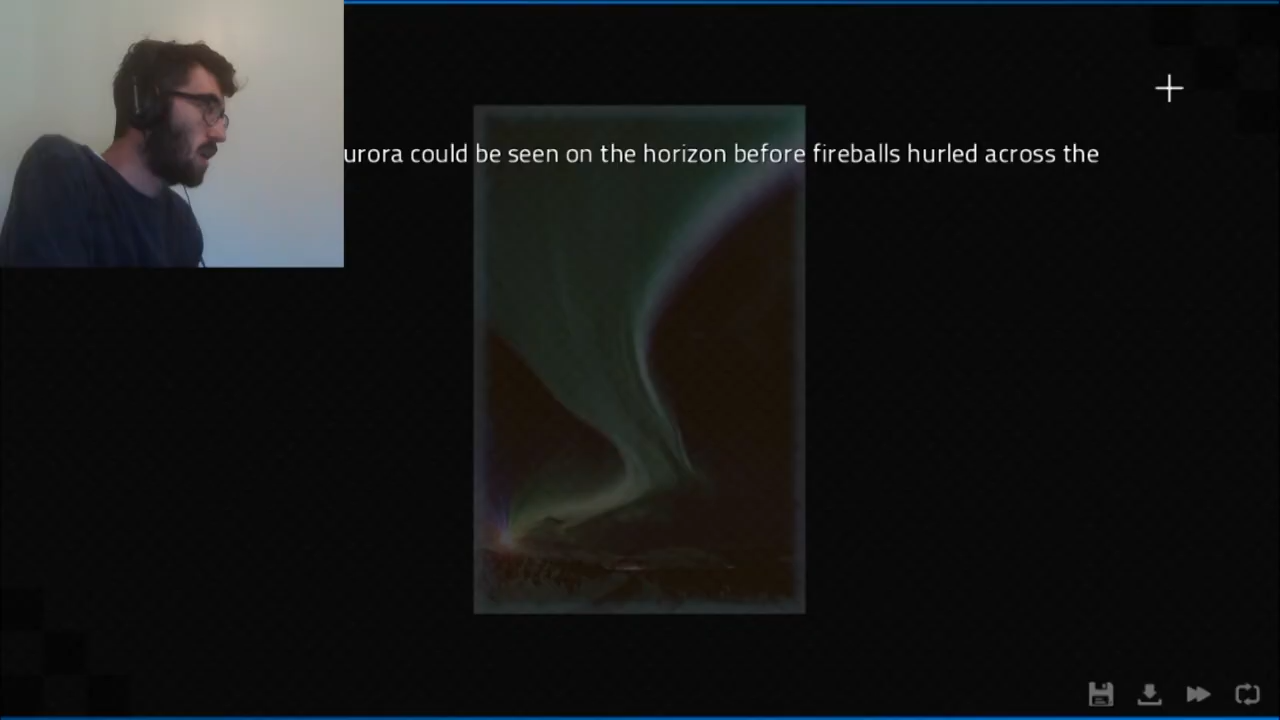 urora could be seen on the horizon before fireballs hurled across the